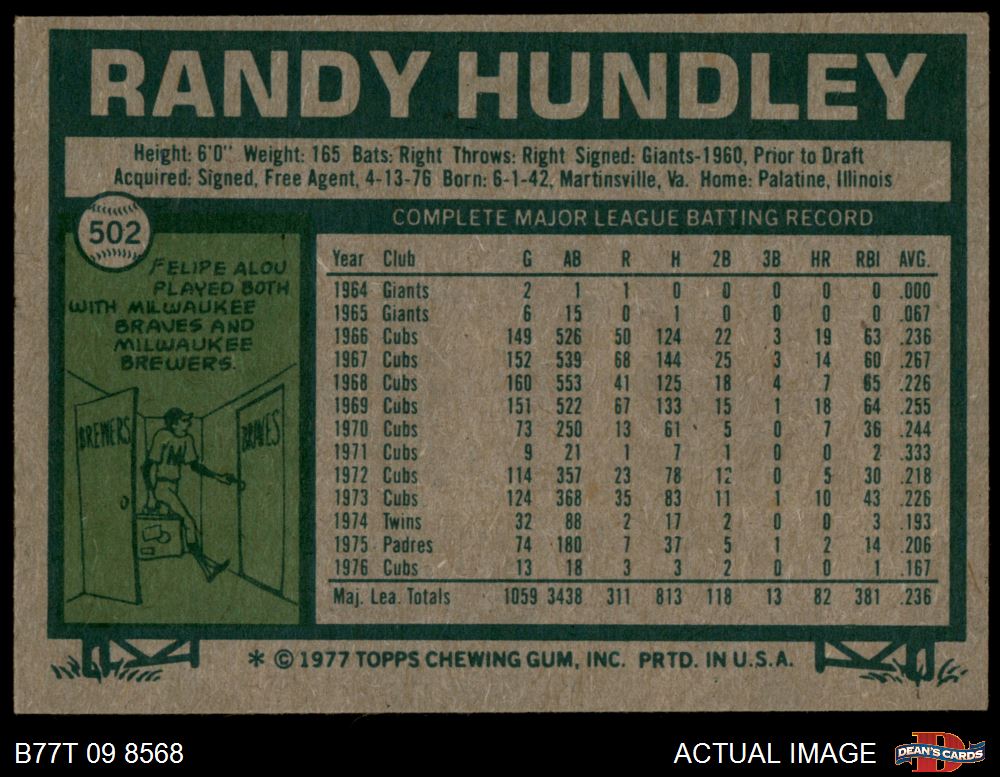 RANDY HUNDLEY
Height: 6'0" Weight: 165 Bats: Right Throws: Right Signed: Giants-1960, Prior to Draft
Acquired: Signed, Free Agent, 4-13-76 Born: 6-1-42, Martinsville, Va. Home: Palatine, Illinois
502
FELIPE ALOU
PLAYED BOTH
WITH MILWAUKEE
BRAVES AND
MILWAUKEE
BREWERS.
BREWERS
BRAVES
M
COMPLETE MAJOR LEAGUE BATTING RECORD
Year Club G AB R H 2B 3B HR RBI AVG.
1964 Giants 2 1 1 0 0 0 0 0 .000
1965 Giants 6 15 0 1 0 0 0 0 .067
1966 Cubs 149 526 50 124 22 3 19 63 .236
1967 Cubs 152 539 68 144 25 3 14 60 .267
1968 Cubs 160 553 41 125 18 4 7 65 .226
1969 Cubs 151 522 67 133 15 1 18 64 .255
1970 Cubs 73 250 13 61 5 0 7 36 .244
1971 Cubs 9 21 1 7 1 0 0 2 .333
1972 Cubs 114 357 23 78 12 0 5 30 .218
1973 Cubs 124 368 35 83 11 1 10 43 .226
1974 Twins 32 88 2 17 2 0 0 3 .193
1975 Padres 74 180 7 37 5 1 2 14 .206
1976 Cubs 13 18 3 3 2 0 0 1 .167
Maj. Lea. Totals 1059 3438 311 813 118 13 82 381 .236
* © 1977 TOPPS CHEWING GUM, INC. PRTD. IN U.S.A.
B77T 09 8568
ACTUAL IMAGE
D
DEAN'S CARDS